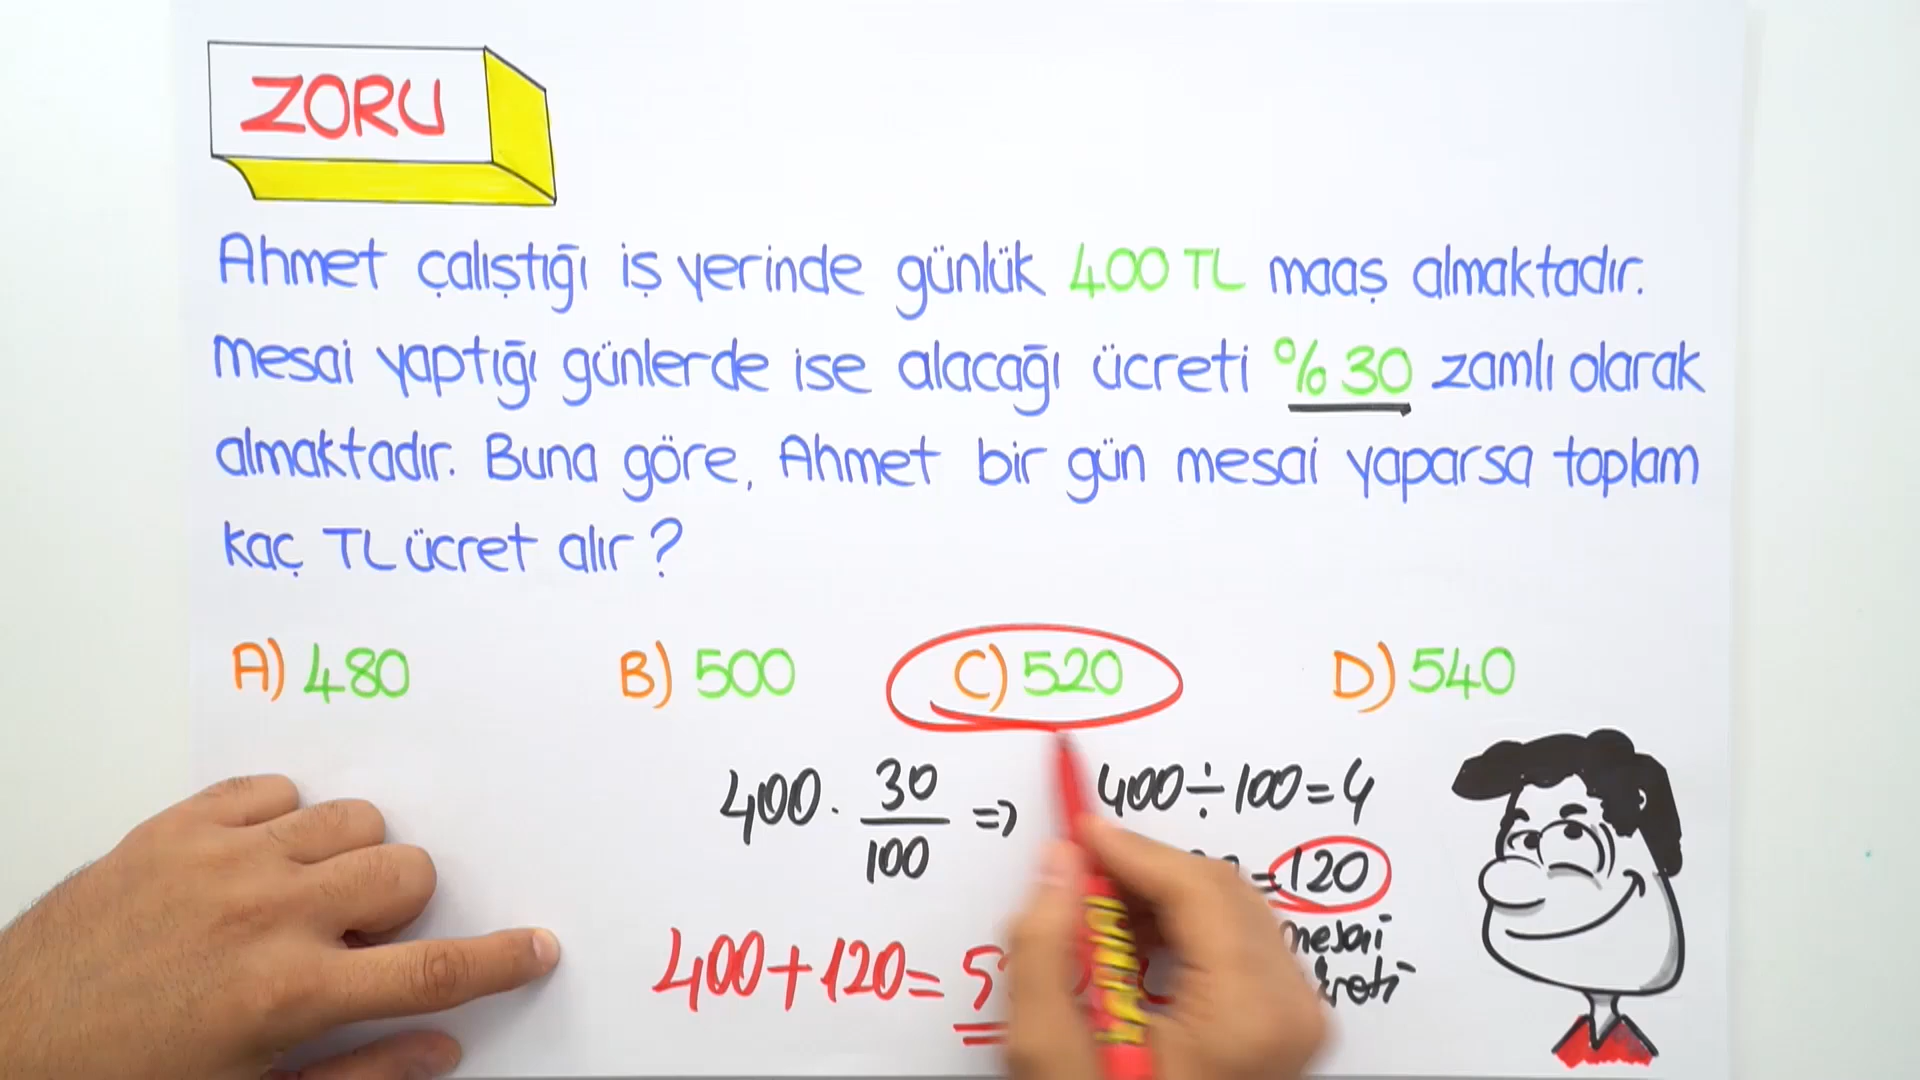 ZORU
Ahmet çalıştığı iş yerinde günlük 400 TL maaş almaktadır.
Mesai yaptığı günlerde ise alacağı ücreti %30 zamlı olarak
almaktadır. Buna göre, Ahmet bir gün mesai yaparsa toplam
kaç TL ücret alır?
A) 480 B) 500 C) 520 D) 540
400 · 30/100 ⇒ 400÷100=4
=120
mesai
400+120=